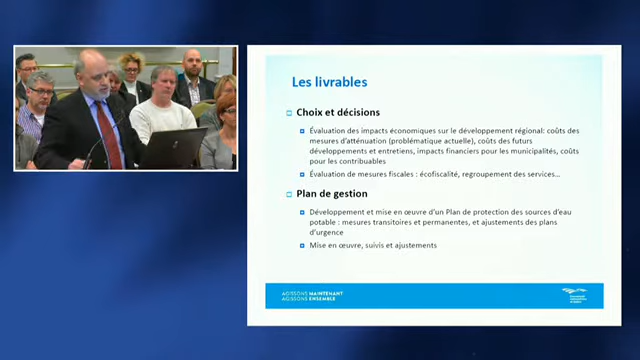 Les livrables
Choix et décisions
Évaluation des impacts économiques sur le développement régional: coûts des
mesures d'atténuation (problématique actuelle), coûts des futurs
développements et entretiens, impacts financiers pour les municipalités, coûts
pour les contribuables
Évaluation de mesures fiscales : écofiscalité, regroupement des services…
Plan de gestion
Développement et mise en œuvre d'un Plan de protection des sources d'eau
potable : mesures transitoires et permanentes, et ajustements des plans
d'urgence
Mise en œuvre, suivis et ajustements
AGISSONS MAINTENANT
AGISSONS ENSEMBLE